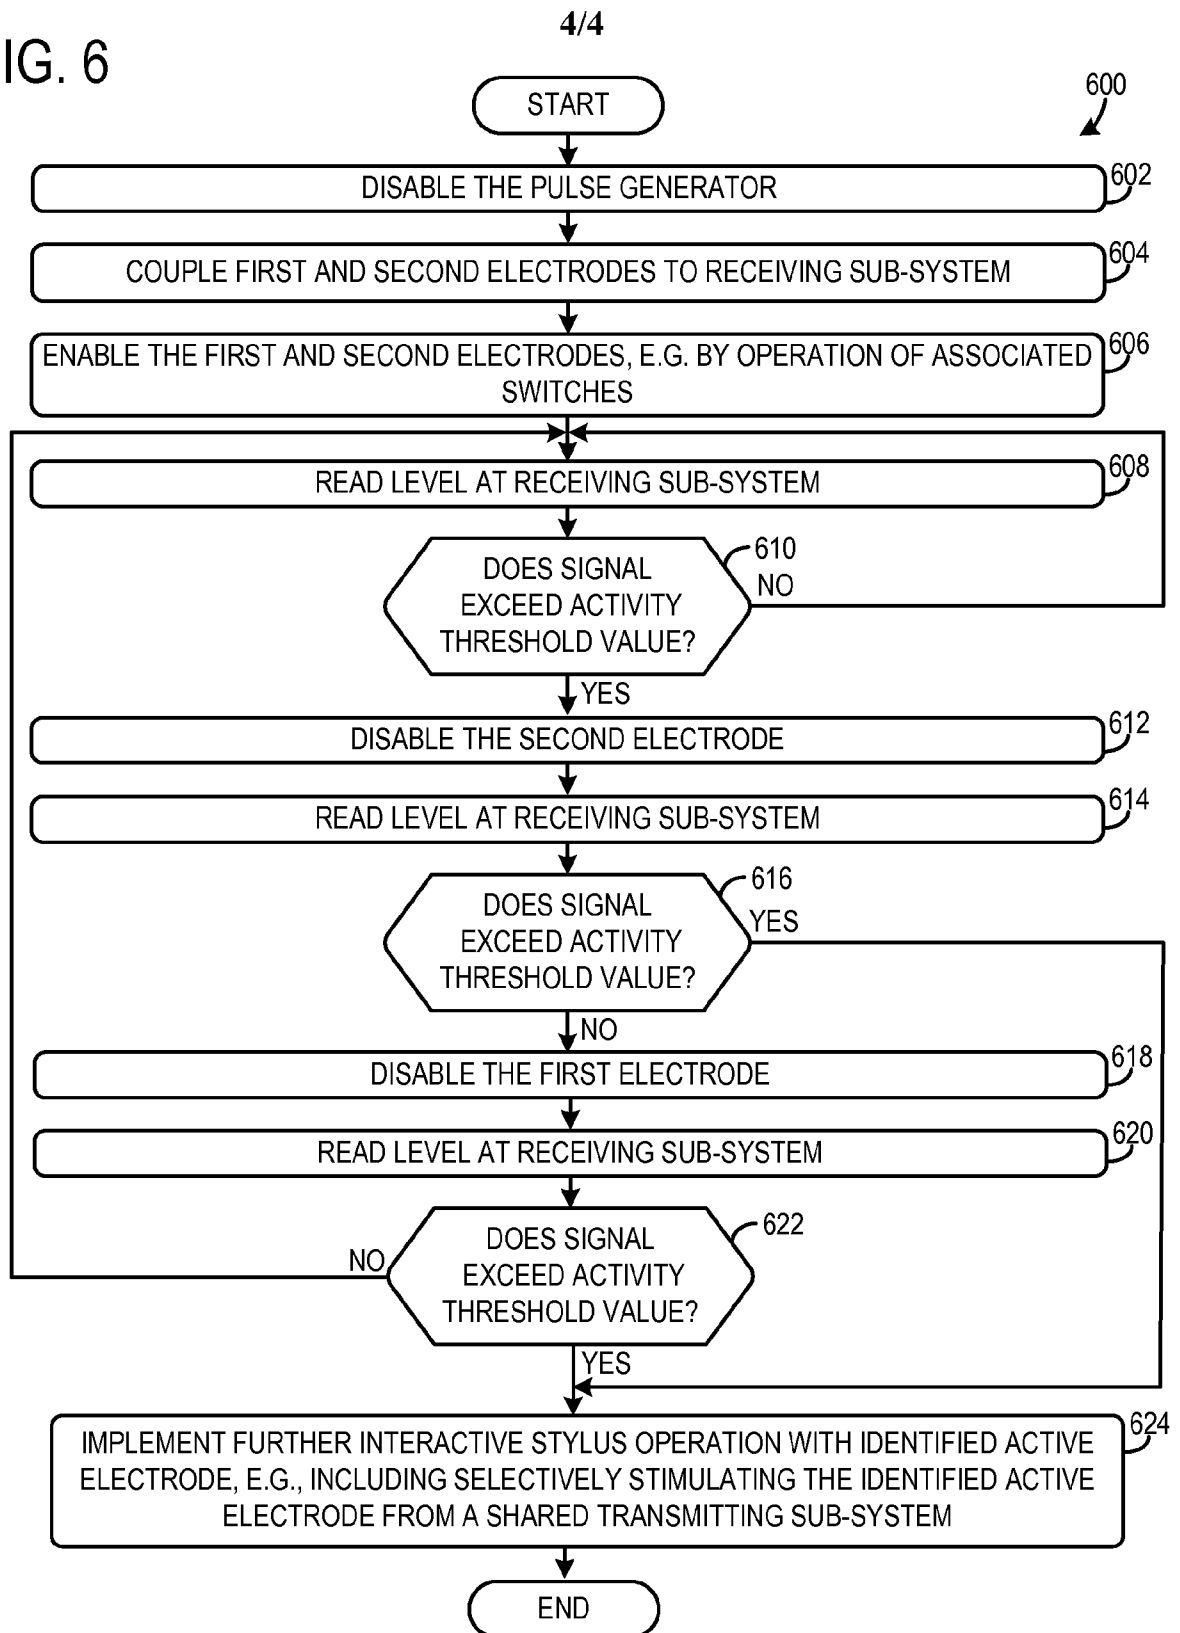 4/4
IG. 6
START
600
DISABLE THE PULSE GENERATOR
602
COUPLE FIRST AND SECOND ELECTRODES TO RECEIVING SUB-SYSTEM
604
ENABLE THE FIRST AND SECOND ELECTRODES, E.G. BY OPERATION OF ASSOCIATED
SWITCHES
606
READ LEVEL AT RECEIVING SUB-SYSTEM
608
DOES SIGNAL
EXCEED ACTIVITY
THRESHOLD VALUE?
610
NO
YES
DISABLE THE SECOND ELECTRODE
612
READ LEVEL AT RECEIVING SUB-SYSTEM
614
DOES SIGNAL
EXCEED ACTIVITY
THRESHOLD VALUE?
616
YES
NO
DISABLE THE FIRST ELECTRODE
618
READ LEVEL AT RECEIVING SUB-SYSTEM
620
DOES SIGNAL
EXCEED ACTIVITY
THRESHOLD VALUE?
622
NO
YES
IMPLEMENT FURTHER INTERACTIVE STYLUS OPERATION WITH IDENTIFIED ACTIVE
ELECTRODE, E.G., INCLUDING SELECTIVELY STIMULATING THE IDENTIFIED ACTIVE
ELECTRODE FROM A SHARED TRANSMITTING SUB-SYSTEM
624
END